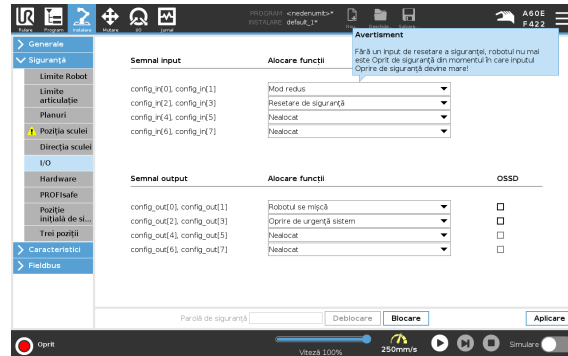 Rulare
Program
Instalare
Mutare
I/O
Jurnal
PROGRAM <nedenumit>*
INSTALARE default_1*
A60E
F422
Avertisment
Fără un input de resetare a siguranței, robotul nu mai
este Oprit de siguranță din momentul în care inputul
Oprire de siguranță devine mare!
Generale
Siguranță
Limite Robot
Limite
articulație
Planuri
Poziția sculei
Direcția sculei
I/O
Hardware
PROFIsafe
Poziție
inițială de si...
Trei poziții
Caracteristici
Fieldbus
Semnal input
Alocare funcții
config_in[0], config_in[1]
Mod redus
config_in[2], config_in[3]
Resetare de siguranță
config_in[4], config_in[5]
Nealocat
config_in[6], config_in[7]
Nealocat
Semnal output
Alocare funcții
OSSD
config_out[0], config_out[1]
Robotul se mișcă
config_out[2], config_out[3]
Oprire de urgență sistem
config_out[4], config_out[5]
Nealocat
config_out[6], config_out[7]
Nealocat
Parolă de siguranță
Deblocare
Blocare
Aplicare
Oprit
Viteză 100%
250mm/s
Simulare